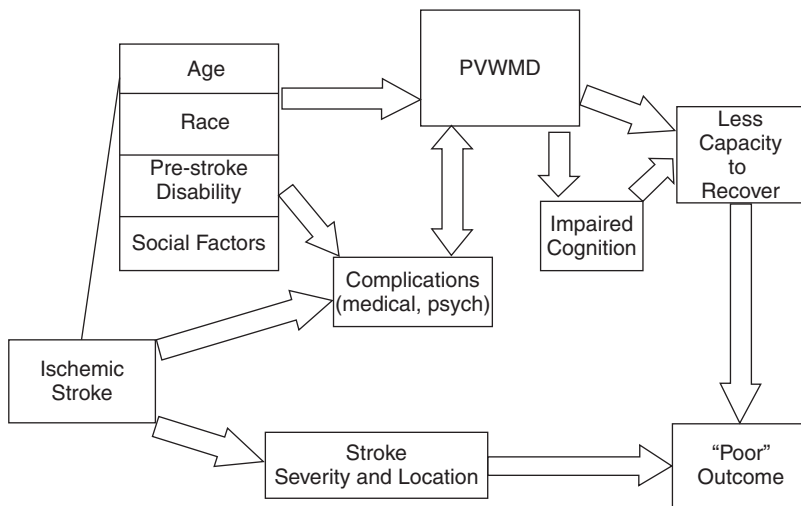 Age
Race
Pre-stroke
Disability
Social Factors
PVWMD
Less
Capacity
to
Recover
Impaired
Cognition
Complications
(medical, psych)
Ischemic
Stroke
Stroke
Severity and Location
“Poor”
Outcome